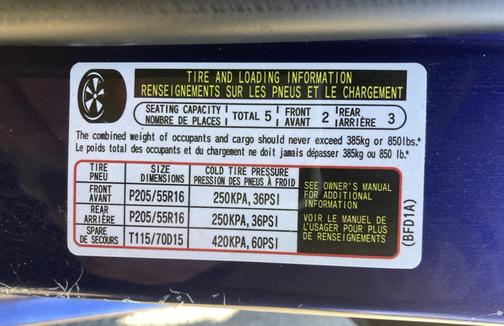 TIRE AND LOADING INFORMATION
RENSEIGNEMENTS SUR LES PNEUS ET LE CHARGEMENT
SEATING CAPACITY NOMBRE DE PLACES TOTAL 5 FRONT AVANT 2 REAR ARRIÈRE 3
The combined weight of occupants and cargo should never exceed 385kg or 850lbs.*
Le poids total des occupants et du chargement ne doit jamais dépasser 385kg ou 850 lb.*
TIRE PNEU SIZE DIMENSIONS COLD TIRE PRESSURE PRESSION DES PNEUS À FROID
FRONT AVANT P205/55R16 250KPA,36PSI
REAR ARRIÈRE P205/55R16 250KPA,36PSI
SPARE DE SECOURS T115/70D15 420KPA,60PSI
SEE OWNER'S MANUAL
FOR ADDITIONAL
INFORMATION
VOIR LE MANUEL DE
L'USAGER POUR PLUS
DE RENSEIGNEMENTS
(BFD1A)